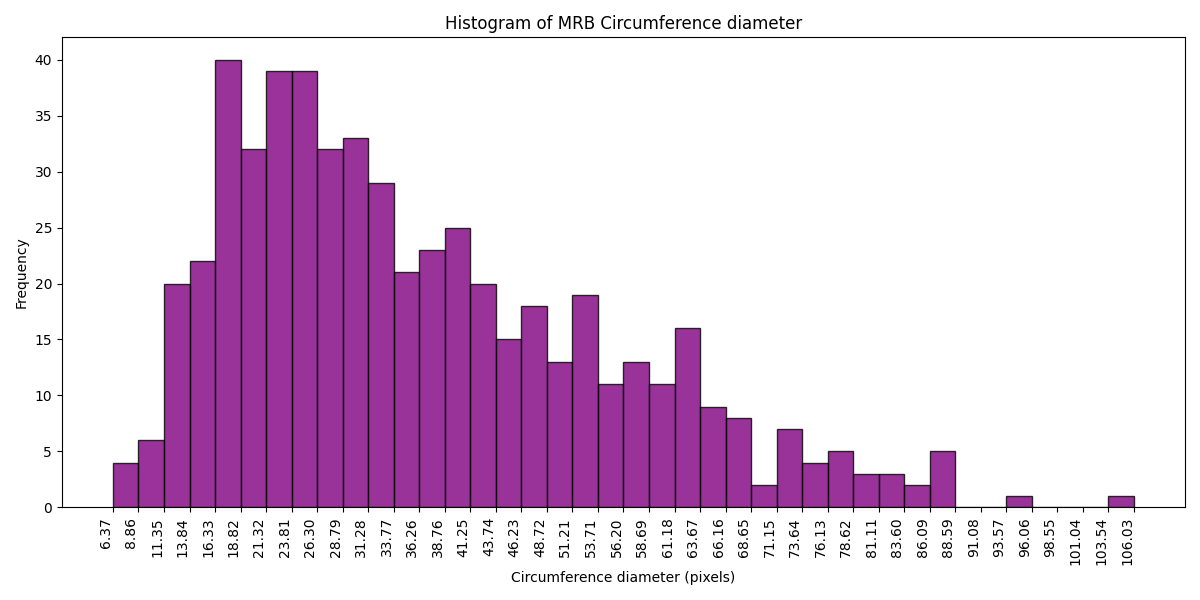 Histogram of MRB Circumference diameter
Frequency
40
35
30
25
20
15
10
5
0
6.37 8.86 11.35 13.84 16.33 18.82 21.32 23.81 26.30 28.79 31.28 33.77 36.26 38.76 41.25 43.74 46.23 48.72 51.21 53.71 56.20 58.69 61.18 63.67 66.16 68.65 71.15 73.64 76.13 78.62 81.11 83.60 86.09 88.59 91.08 93.57 96.06 98.55 101.04 103.54 106.03
Circumference diameter (pixels)